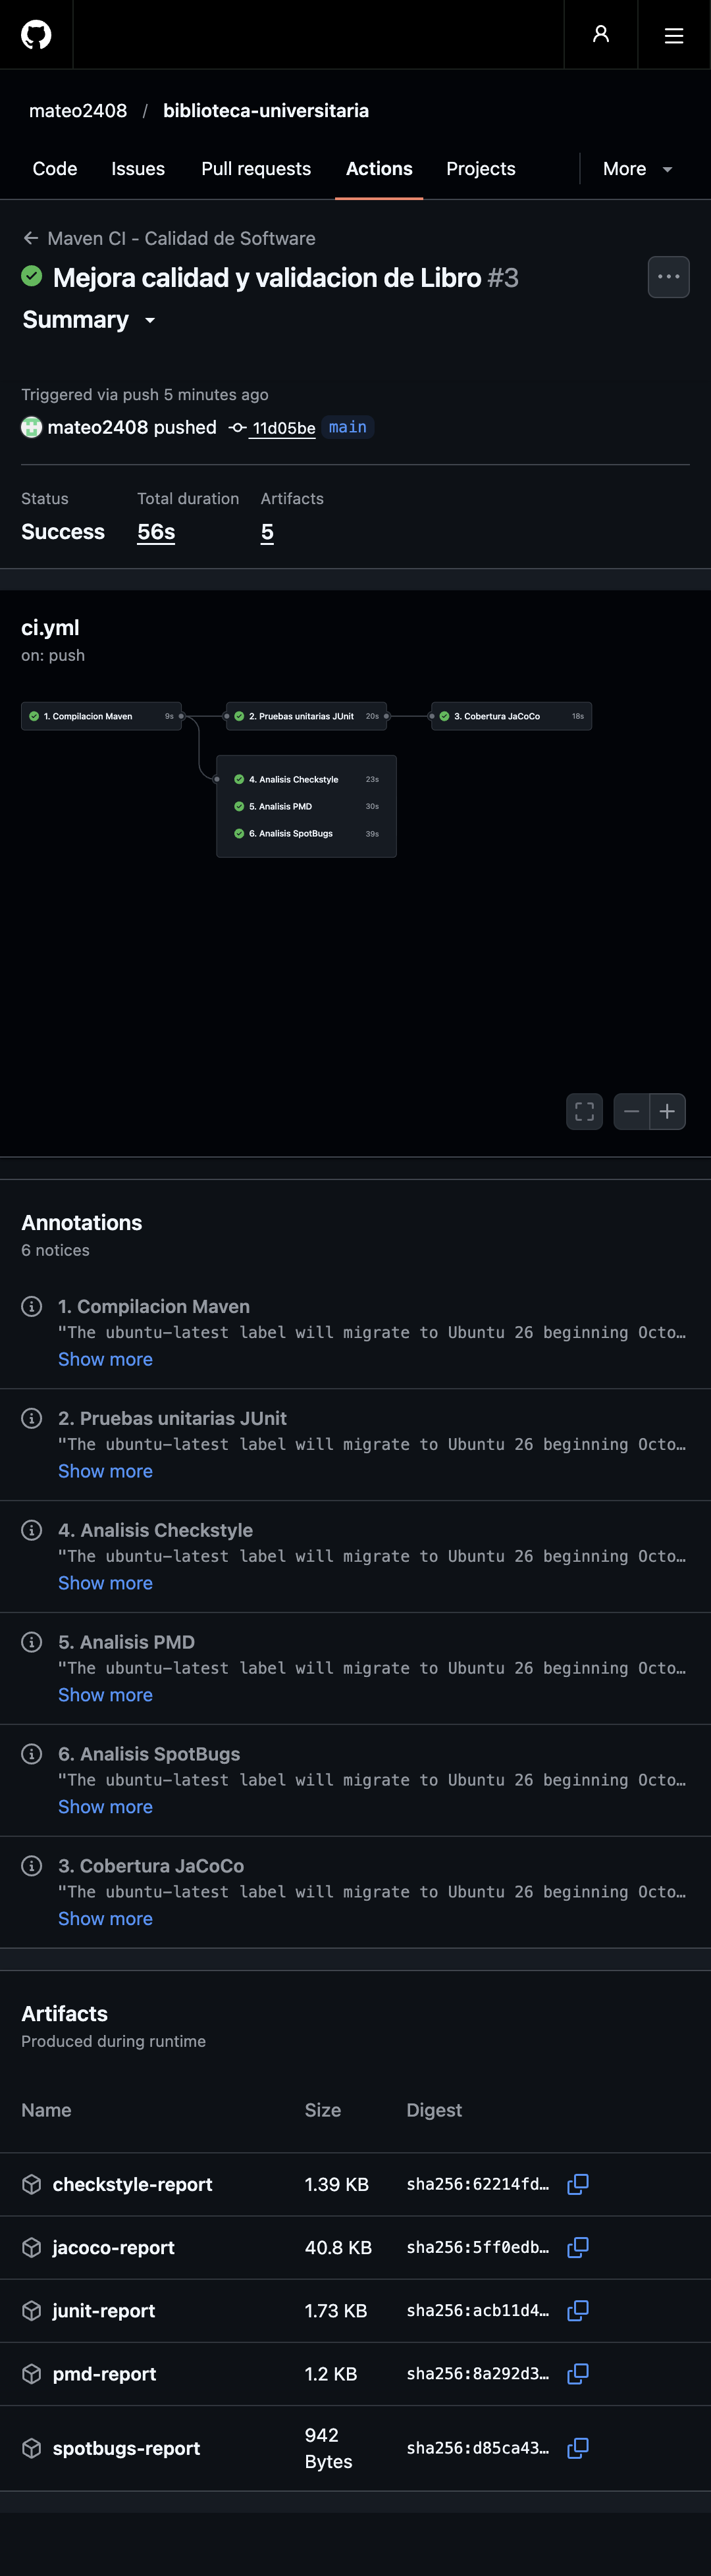 mateo2408 / biblioteca-universitaria
Code Issues Pull requests Actions Projects More
Maven CI - Calidad de Software
Mejora calidad y validacion de Libro #3
Summary
Triggered via push 5 minutes ago
mateo2408 pushed 11d05be main
Status Total duration Artifacts
Success 56s 5
ci.yml
on: push
1. Compilacion Maven 9s
2. Pruebas unitarias JUnit 20s
3. Cobertura JaCoCo 18s
4. Analisis Checkstyle 23s
5. Analisis PMD 30s
6. Analisis SpotBugs 39s
Annotations
6 notices
1. Compilacion Maven
"The ubuntu-latest label will migrate to Ubuntu 26 beginning Octo…
Show more
2. Pruebas unitarias JUnit
"The ubuntu-latest label will migrate to Ubuntu 26 beginning Octo…
Show more
4. Analisis Checkstyle
"The ubuntu-latest label will migrate to Ubuntu 26 beginning Octo…
Show more
5. Analisis PMD
"The ubuntu-latest label will migrate to Ubuntu 26 beginning Octo…
Show more
6. Analisis SpotBugs
"The ubuntu-latest label will migrate to Ubuntu 26 beginning Octo…
Show more
3. Cobertura JaCoCo
"The ubuntu-latest label will migrate to Ubuntu 26 beginning Octo…
Show more
Artifacts
Produced during runtime
Name Size Digest
checkstyle-report 1.39 KB sha256:62214fd…
jacoco-report 40.8 KB sha256:5ff0edb…
junit-report 1.73 KB sha256:acb11d4…
pmd-report 1.2 KB sha256:8a292d3…
spotbugs-report 942 Bytes sha256:d85ca43…